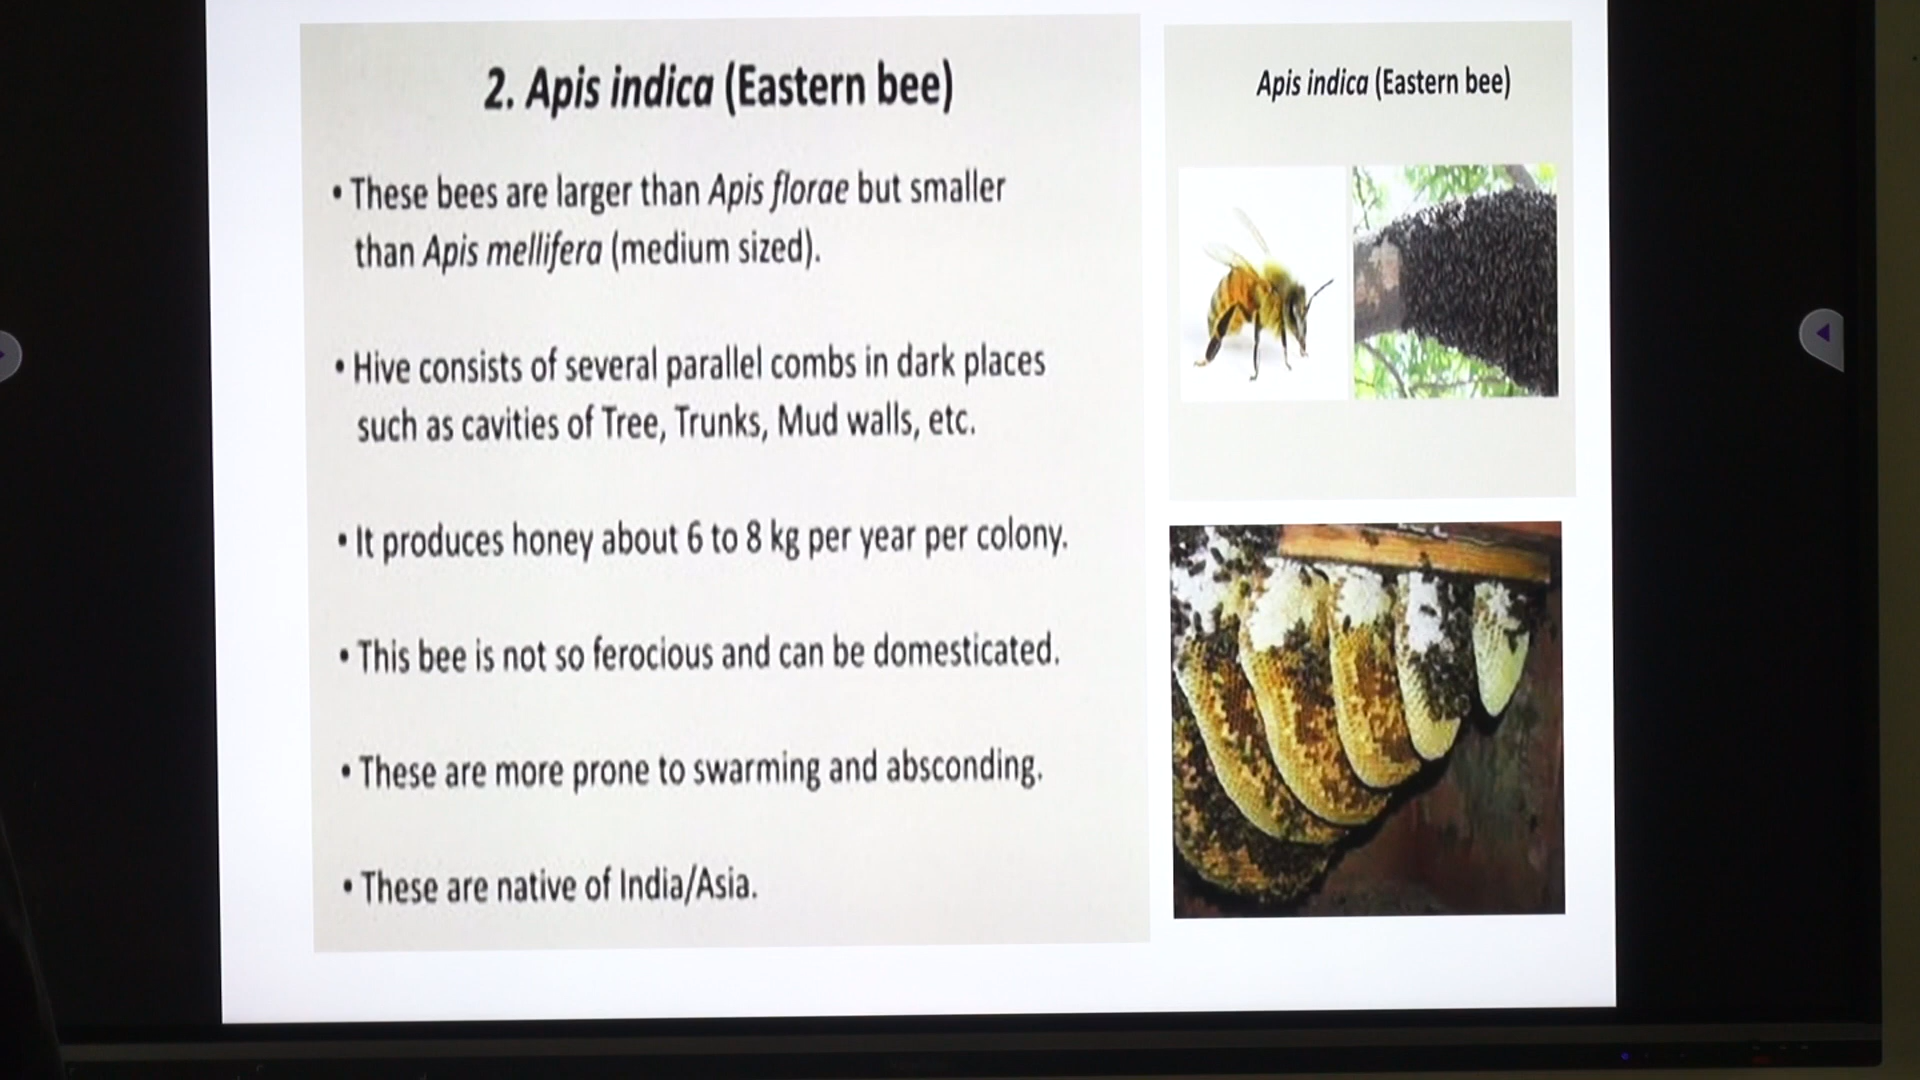 2. Apis indica (Eastern bee)
• These bees are larger than Apis florae but smaller
than Apis mellifera (medium sized).
• Hive consists of several parallel combs in dark places
such as cavities of Tree, Trunks, Mud walls, etc.
• It produces honey about 6 to 8 kg per year per colony.
• This bee is not so ferocious and can be domesticated.
• These are more prone to swarming and absconding.
• These are native of India/Asia.
Apis indica (Eastern bee)